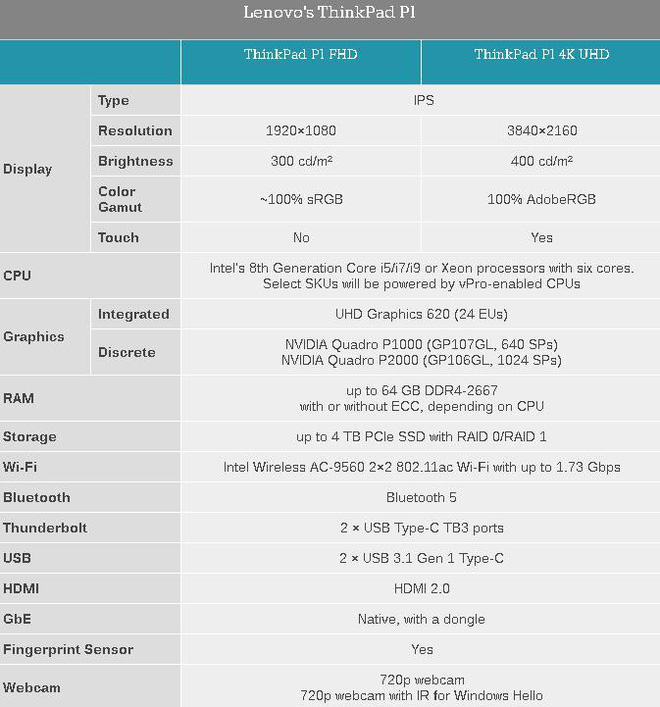 Lenovo's ThinkPad P1
ThinkPad P1 FHD ThinkPad P1 4K UHD
Display
Type IPS
Resolution 1920×1080 3840×2160
Brightness 300 cd/m² 400 cd/m²
Color Gamut ~100% sRGB 100% AdobeRGB
Touch No Yes
CPU
Intel's 8th Generation Core i5/i7/i9 or Xeon processors with six cores.
Select SKUs will be powered by vPro-enabled CPUs
Graphics
Integrated UHD Graphics 620 (24 EUs)
Discrete
NVIDIA Quadro P1000 (GP107GL, 640 SPs)
NVIDIA Quadro P2000 (GP106GL, 1024 SPs)
RAM
up to 64 GB DDR4-2667
with or without ECC, depending on CPU
Storage up to 4 TB PCIe SSD with RAID 0/RAID 1
Wi-Fi Intel Wireless AC-9560 2×2 802.11ac Wi-Fi with up to 1.73 Gbps
Bluetooth Bluetooth 5
Thunderbolt 2 × USB Type-C TB3 ports
USB 2 × USB 3.1 Gen 1 Type-C
HDMI HDMI 2.0
GbE Native, with a dongle
Fingerprint Sensor Yes
Webcam
720p webcam
720p webcam with IR for Windows Hello